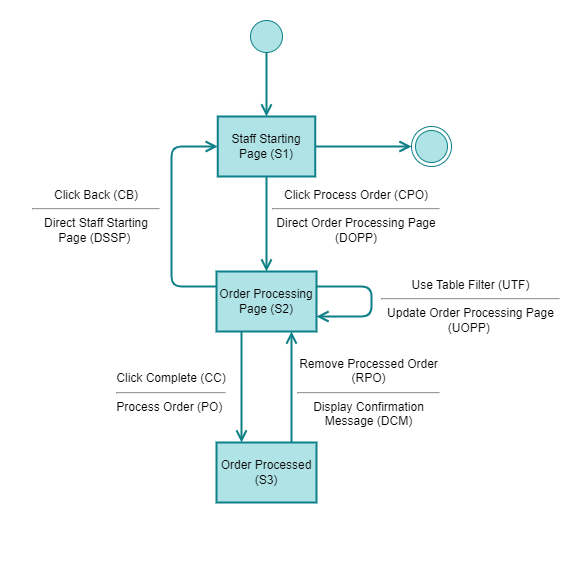 Staff Starting
Page (S1)
Click Back (CB)
Direct Staff Starting
Page (DSSP)
Click Process Order (CPO)
Direct Order Processing Page
(DOPP)
Order Processing
Page (S2)
Use Table Filter (UTF)
Update Order Processing Page
(UOPP)
Click Complete (CC)
Process Order (PO)
Remove Processed Order
(RPO)
Display Confirmation
Message (DCM)
Order Processed
(S3)